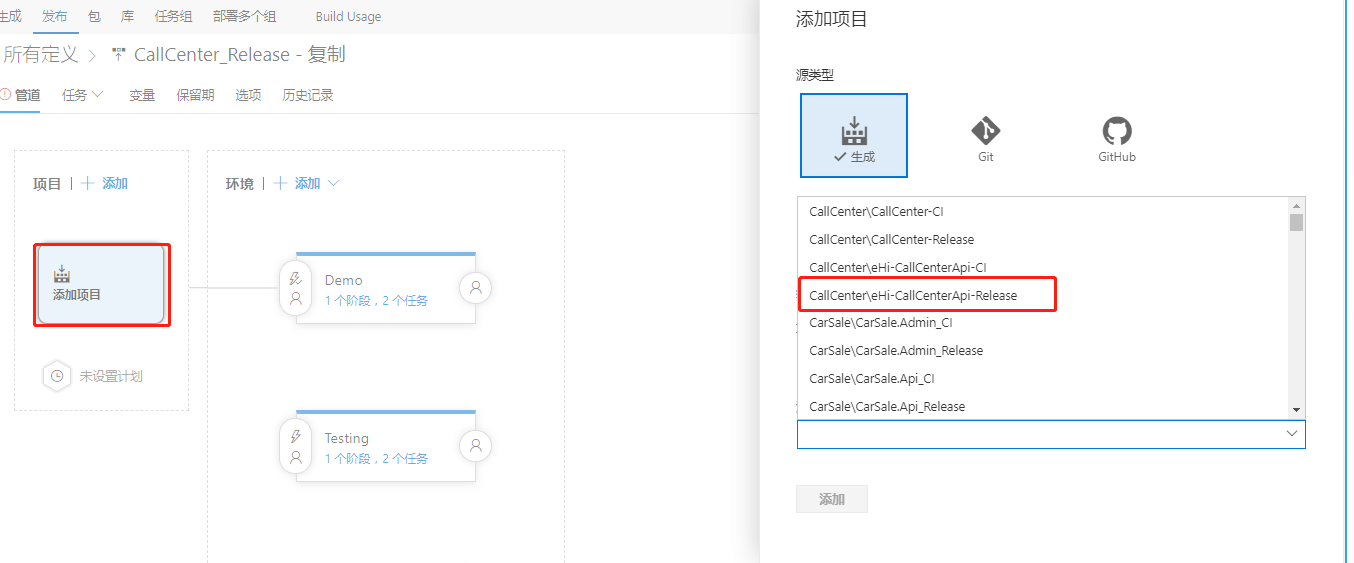 生成 发布 包 库 任务组 部署多个组 Build Usage
所有定义 > CallCenter_Release - 复制
管道 任务 变量 保留期 选项 历史记录
项目 | + 添加
添加项目
未设置计划
环境 | + 添加
Demo
1 个阶段，2 个任务
Testing
1 个阶段，2 个任务
添加项目
源类型
生成
Git
GitHub
CallCenter\CallCenter-CI
CallCenter\CallCenter-Release
CallCenter\eHi-CallCenterApi-CI
CallCenter\eHi-CallCenterApi-Release
CarSale\CarSale.Admin_CI
CarSale\CarSale.Admin_Release
CarSale\CarSale.Api_CI
CarSale\CarSale.Api_Release
添加